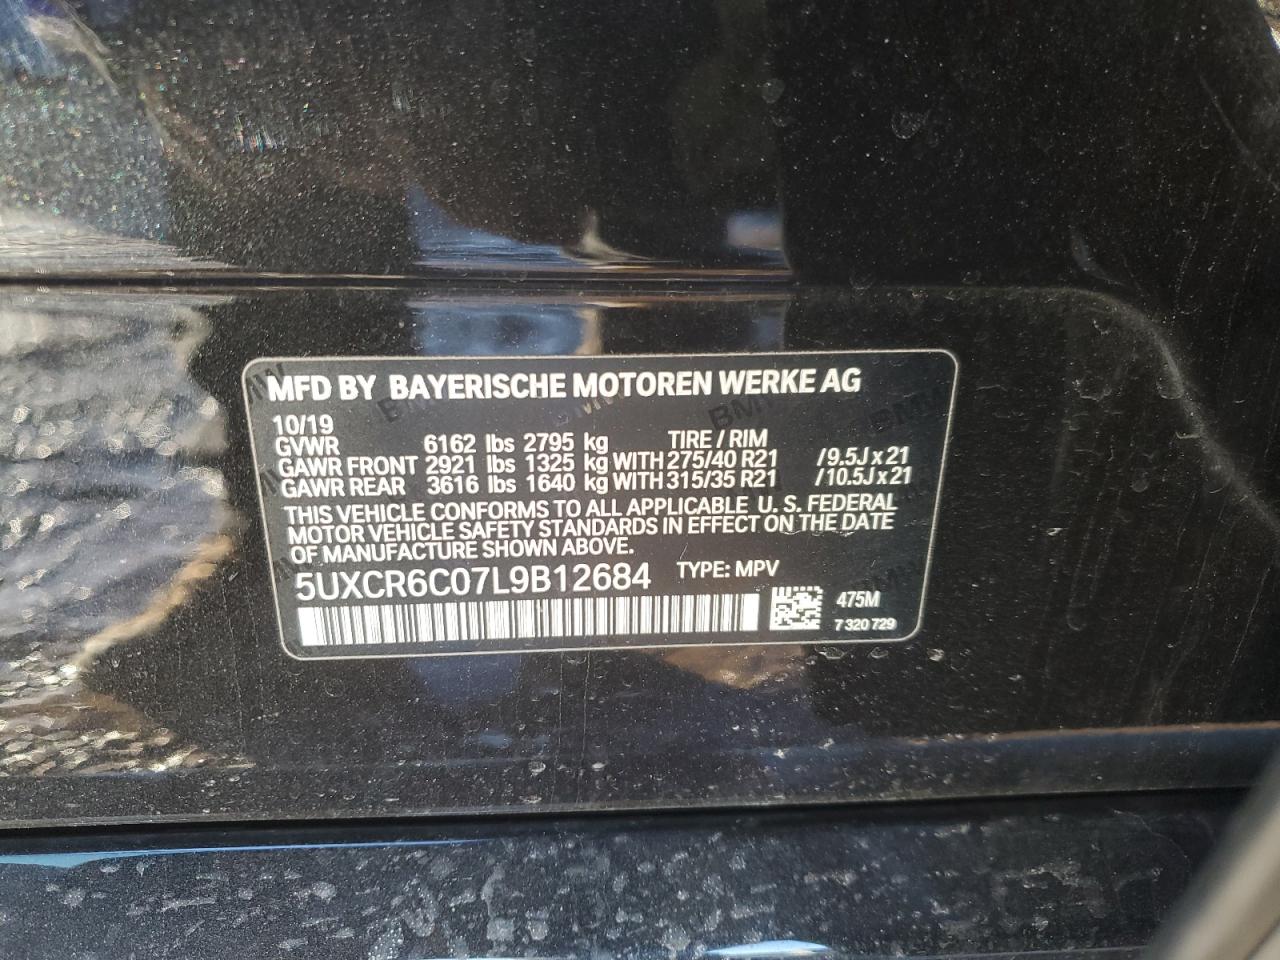 MFD BY BAYERISCHE MOTOREN WERKE AG
10/19
GVWR 6162 lbs 2795 kg TIRE / RIM
GAWR FRONT 2921 lbs 1325 kg WITH 275/40 R21 /9.5J x 21
GAWR REAR 3616 lbs 1640 kg WITH 315/35 R21 /10.5J x 21
THIS VEHICLE CONFORMS TO ALL APPLICABLE U. S. FEDERAL
MOTOR VEHICLE SAFETY STANDARDS IN EFFECT ON THE DATE
OF MANUFACTURE SHOWN ABOVE.
5UXCR6C07L9B12684 TYPE: MPV
475M
7 320 729